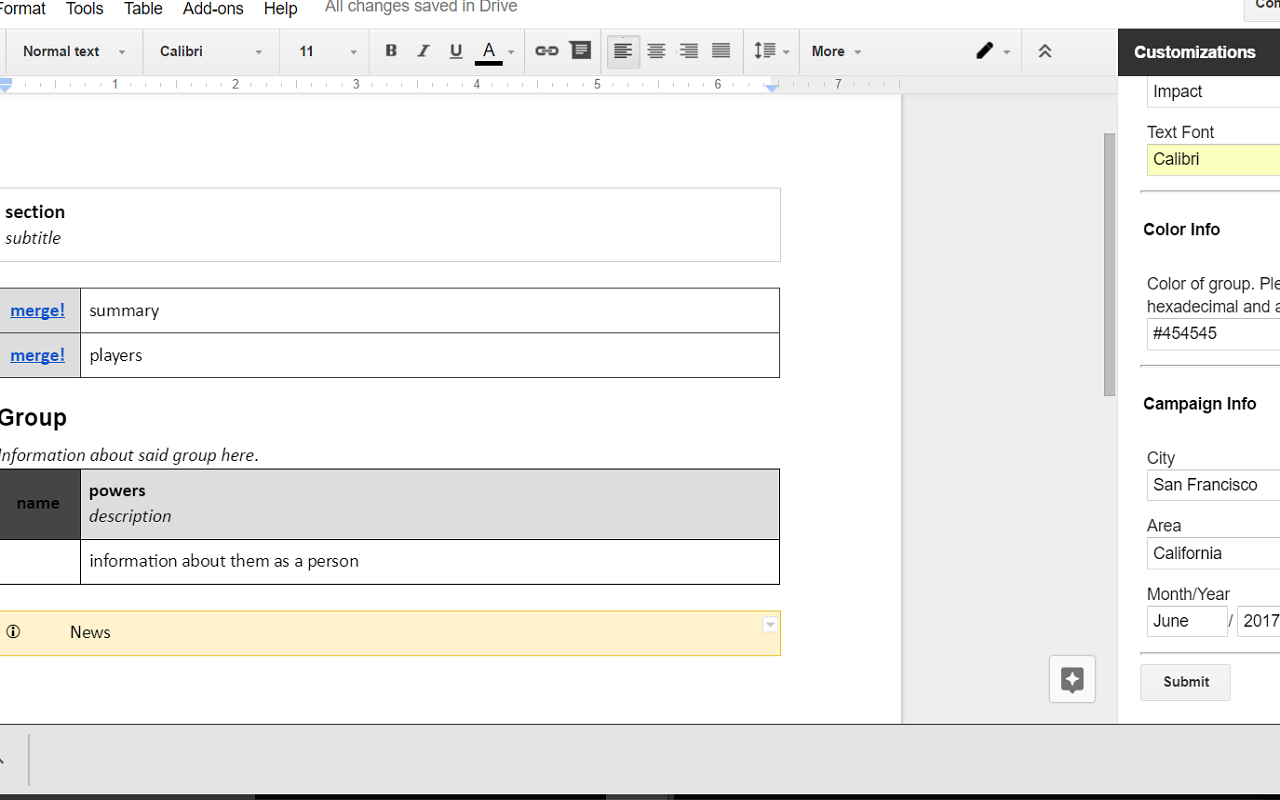 Format Tools Table Add-ons Help All changes saved in Drive
Normal text Calibri 11 B I U A More
1 2 3 4 5 6 7
section
subtitle
merge! summary
merge! players
Group
Information about said group here.
name powers
description
information about them as a person
News
Com
Customizations
Impact
Text Font
Calibri
Color Info
Color of group. Ple
hexadecimal and a
#454545
Campaign Info
City
San Francisco
Area
California
Month/Year
June / 2017
Submit